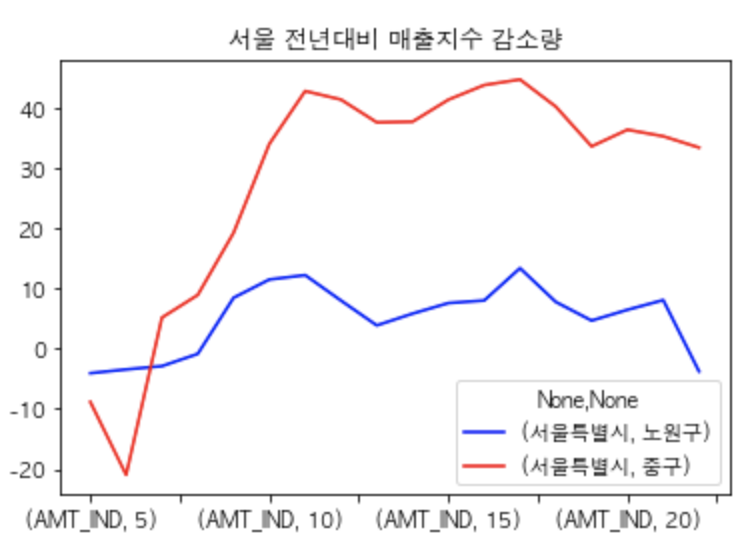 서울 전년대비 매출지수 감소량
40
30
20
10
0
-10
-20
None,None
(서울특별시, 노원구)
(서울특별시, 중구)
(AMT_IND, 5) (AMT_IND, 10) (AMT_IND, 15) (AMT_IND, 20)